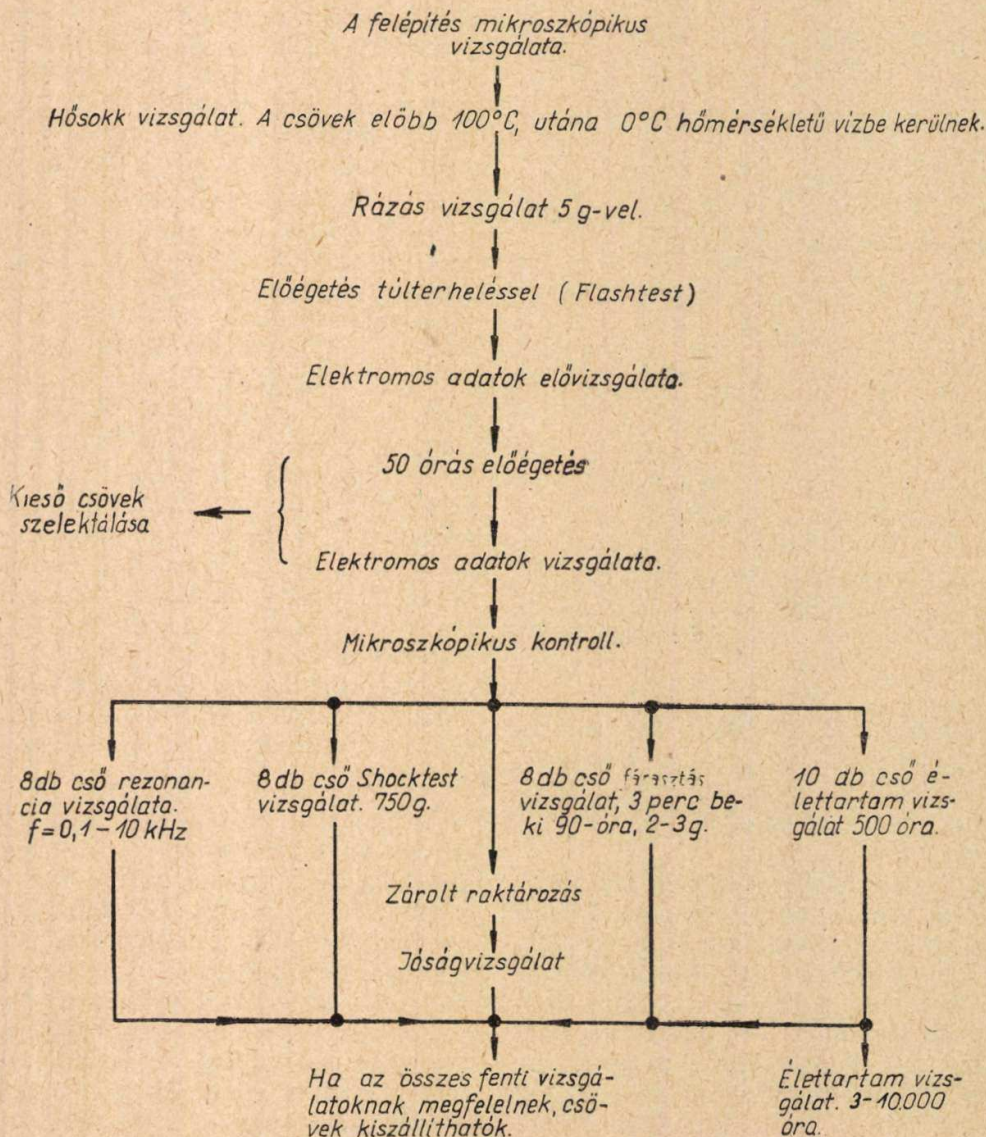 A felépítés mikroszkópikus
vizsgálata.
Hősokk vizsgálat. A csövek előbb 100°C, utána 0°C hőmérsékletű vizbe kerülnek.
Rázás vizsgálat 5 g-vel.
Előégetés túlterheléssel (Flashtest)
Elektromos adatok elővizsgálata.
50 órás előégetés
Kieső csövek
szelektálása
Elektromos adatok vizsgálata.
Mikroszkópikus kontroll.
8db cső rezonan-
cia vizsgálata.
f=0,1-10 kHz
8db cső Shocktest
vizsgálat. 750g.
8db cső fárasztás
vizsgálat, 3 perc be-
ki 90-óra, 2-3g.
10 db cső é-
lettartam vizs-
gálat 500 óra.
Zárolt raktározás
Jóságvizsgálat
Ha az összes fenti vizsgá-
latoknak megfelelnek, csö-
vek kiszállíthatók.
Élettartam vizs-
gálat. 3-10.000
óra.